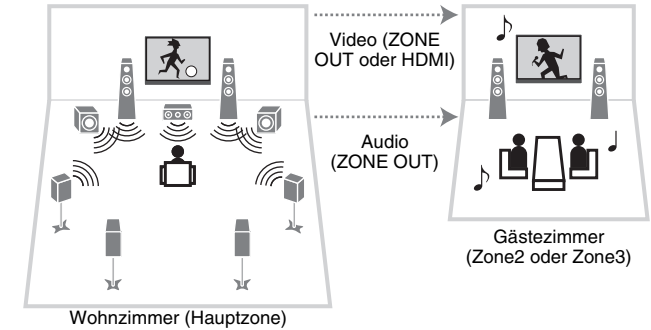 Video (ZONE
OUT oder HDMI)
Audio
(ZONE OUT)
Gästezimmer
(Zone2 oder Zone3)
Wohnzimmer (Hauptzone)